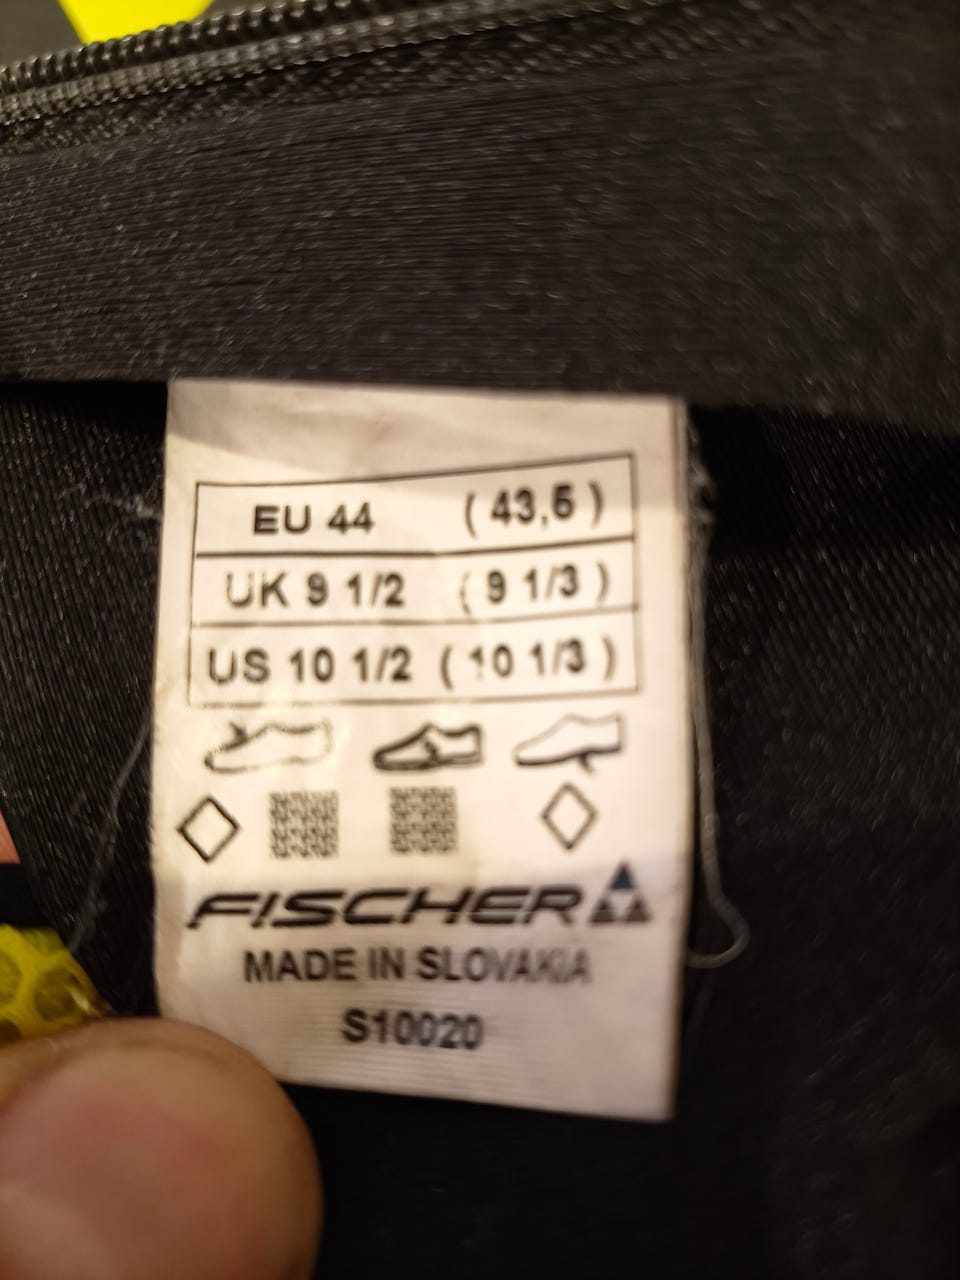 EU 44 ( 43,5 )
UK 9 1/2 ( 9 1/3 )
US 10 1/2 ( 10 1/3 )
FISCHER
MADE IN SLOVAKIA
S10020